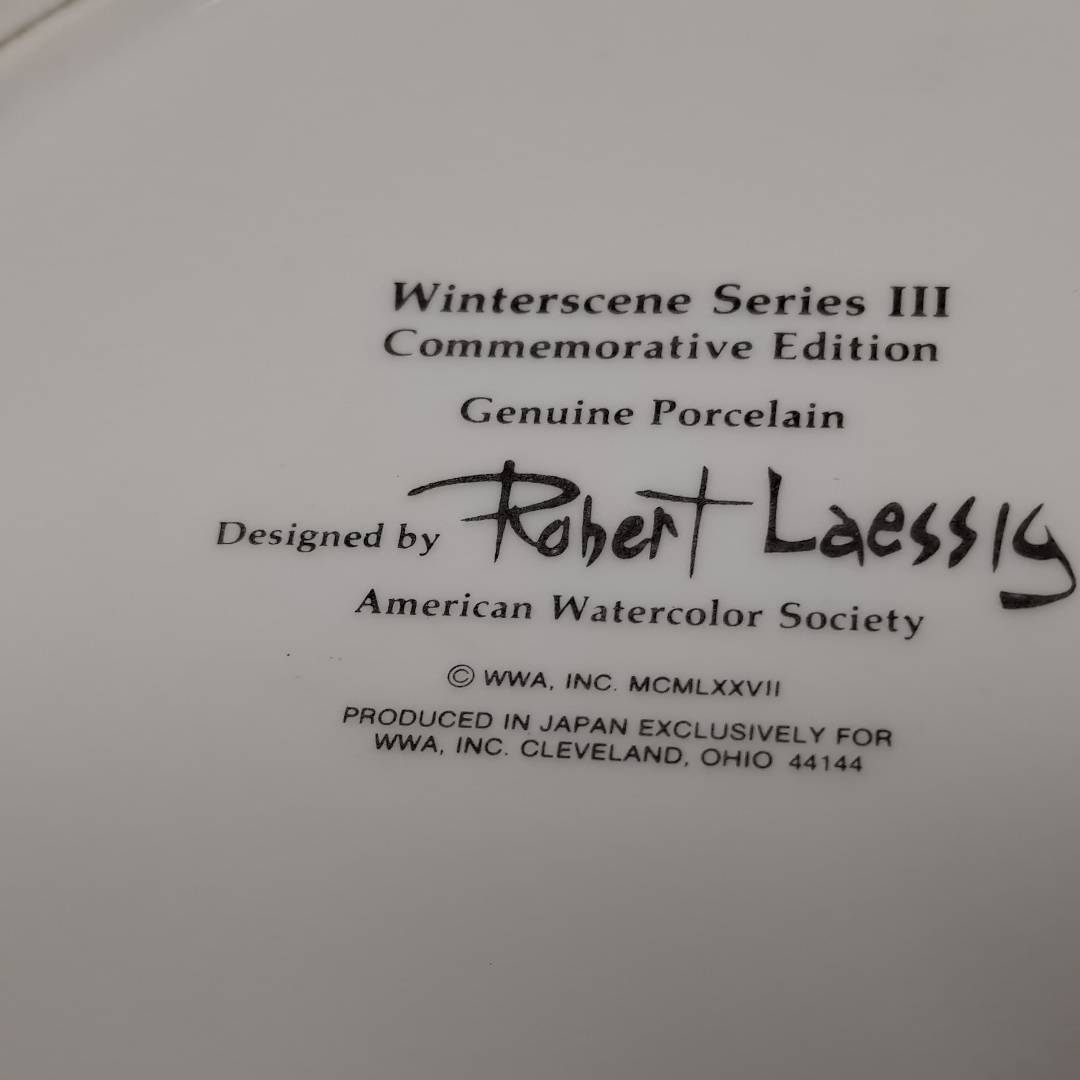 Winterscene Series III
Commemorative Edition
Genuine Porcelain
Designed by Robert Laessig
American Watercolor Society
© WWA, INC. MCMLXXVII
PRODUCED IN JAPAN EXCLUSIVELY FOR
WWA, INC. CLEVELAND, OHIO 44144